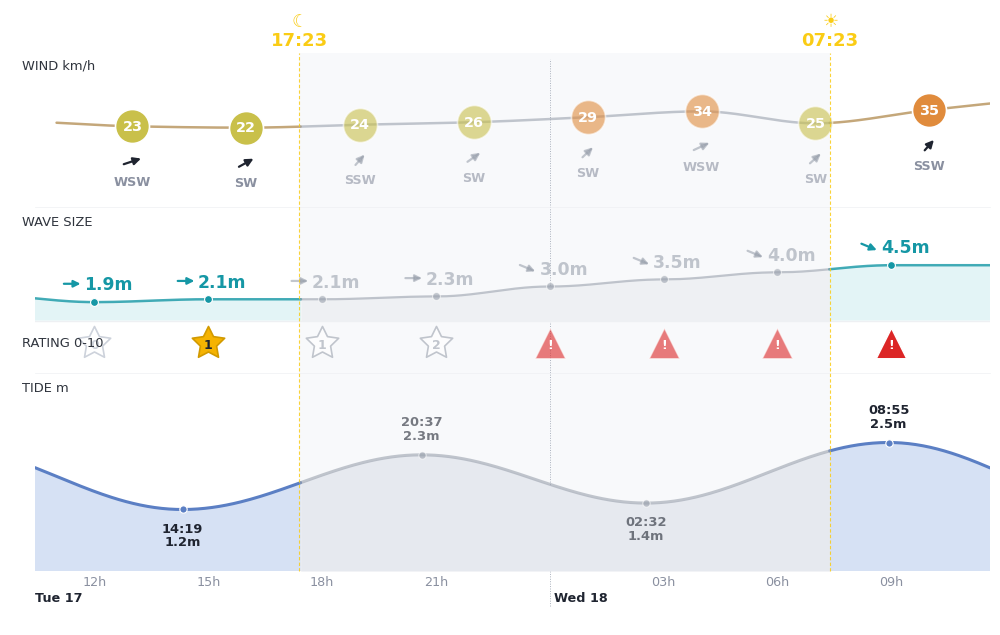 17:23
07:23
WIND km/h
23
22
24
26
29
34
25
35
WSW
SW
SSW
SW
SW
WSW
SW
SSW
WAVE SIZE
1.9m
2.1m
2.1m
2.3m
3.0m
3.5m
4.0m
4.5m
RATING 0-10
1
1
2
!
!
!
!
TIDE m
14:19
1.2m
20:37
2.3m
02:32
1.4m
08:55
2.5m
12h
15h
18h
21h
03h
06h
09h
Tue 17
Wed 18